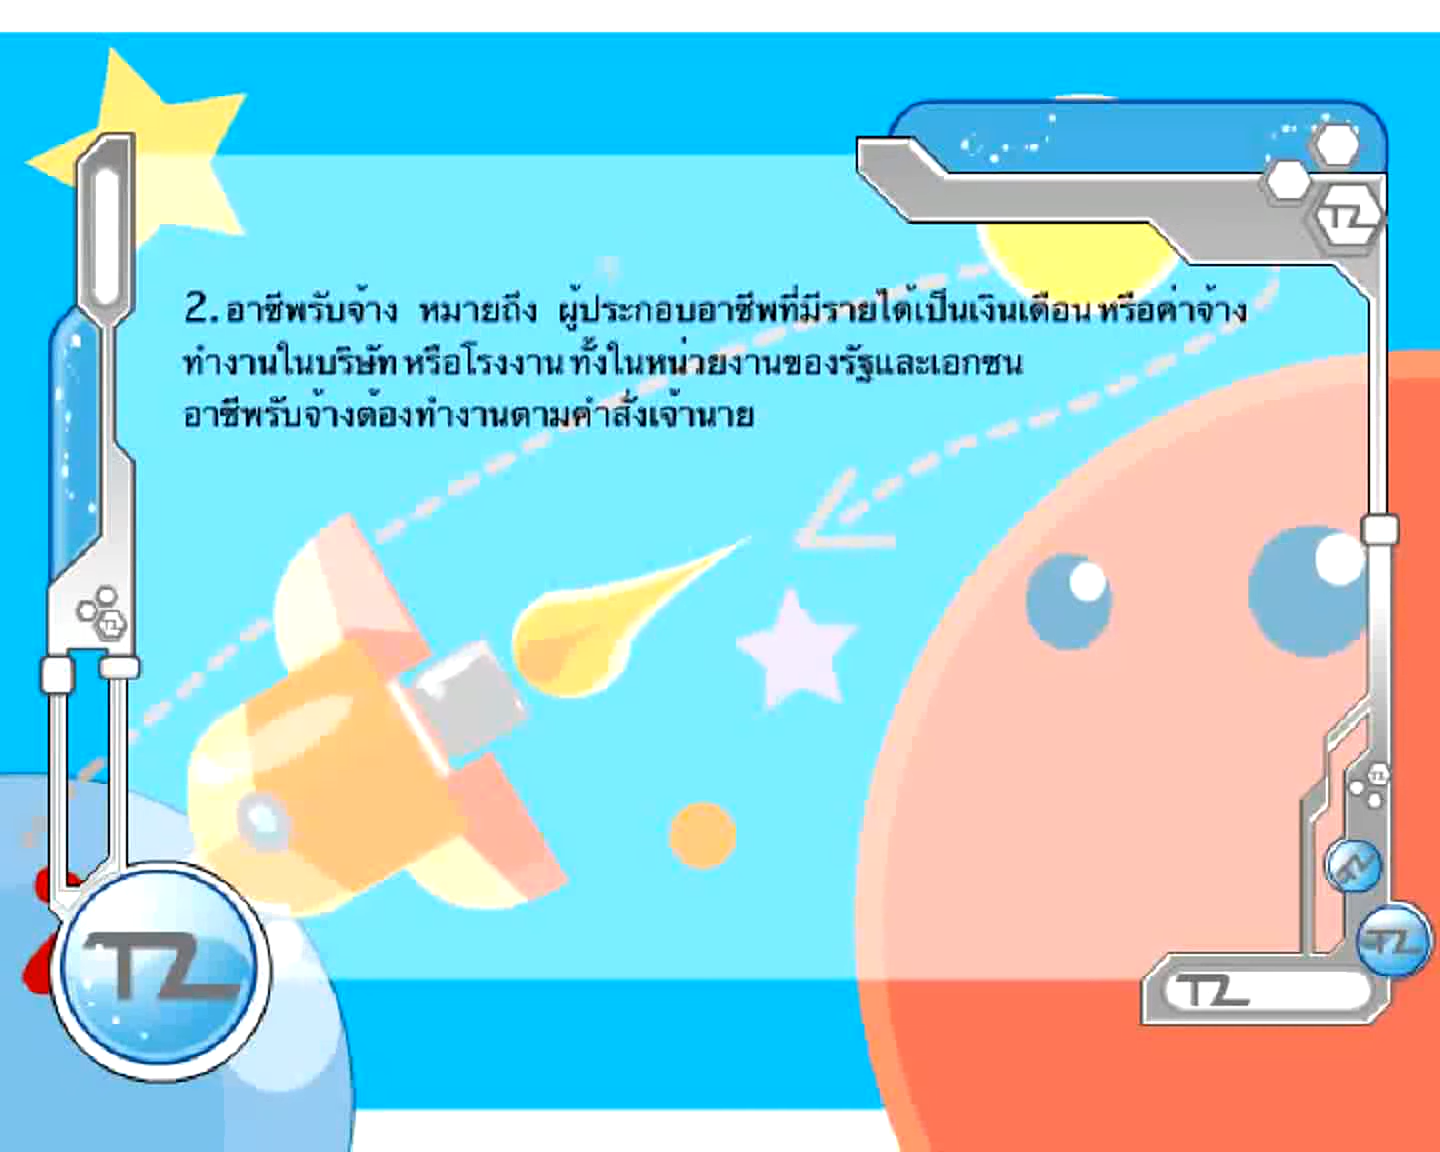 2. อาชีพรับจ้าง หมายถึง ผู้ประกอบอาชีพที่มีรายได้เป็นเงินเดือน หรือค่าจ้าง
ทำงานในบริษัท หรือโรงงาน ทั้งในหน่วยงานของรัฐและเอกชน
อาชีพรับจ้างต้องทำงานตามคำสั่งเจ้านาย
TZ
TZ
TZ
TZ
TZ
TZ
TZ